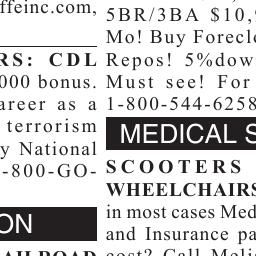 ffeinc.com,
RS: CDL
000 bonus.
areer as a
terrorism
y National
-800-GO-
ON
5BR/3BA $10,9
Mo! Buy Foreclo
Repos! 5%dow
Must see! For
1-800-544-6258
MEDICAL S
SCOOTERS
WHEELCHAIRS
in most cases Med
and Insurance pa
cost? Call Melis